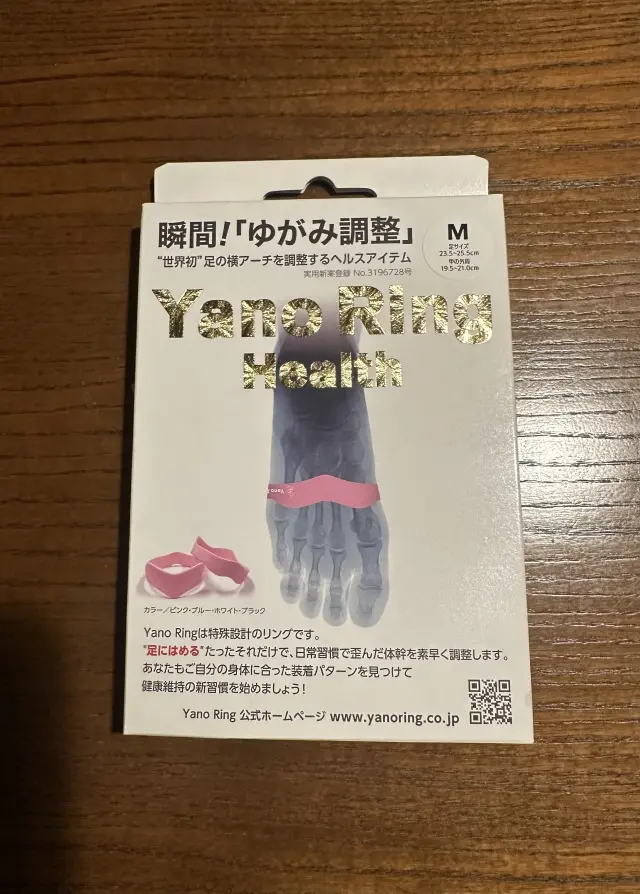 瞬間!「ゆがみ調整」
M
足サイズ
23.5~25.5cm
甲の外周
19.5~21.0cm
“世界初”足の横アーチを調整するヘルスアイテム
実用新案登録 No.3196728号
Yano Ring
Health
カラー/ピンク・ブルー・ホワイト・ブラック
Yano Ringは特殊設計のリングです。
"足にはめる"たったそれだけで、日常習慣で歪んだ体幹を素早く調整します。
あなたもご自分の身体に合った装着パターンを見つけて
健康維持の新習慣を始めましょう!
Yano Ring 公式ホームページ www.yanoring.co.jp